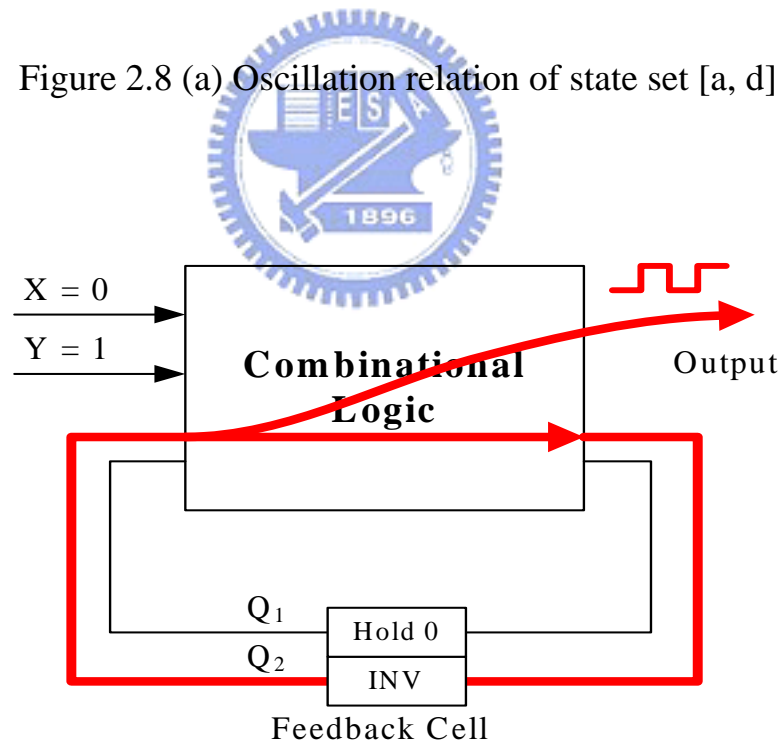 Figure 2.8 (a) Oscillation relation of state set [a, d]
E S A
1896
X = 0
Y = 1
Combinational
Logic
Output
Q1
Hold 0
Q2
INV
Feedback Cell